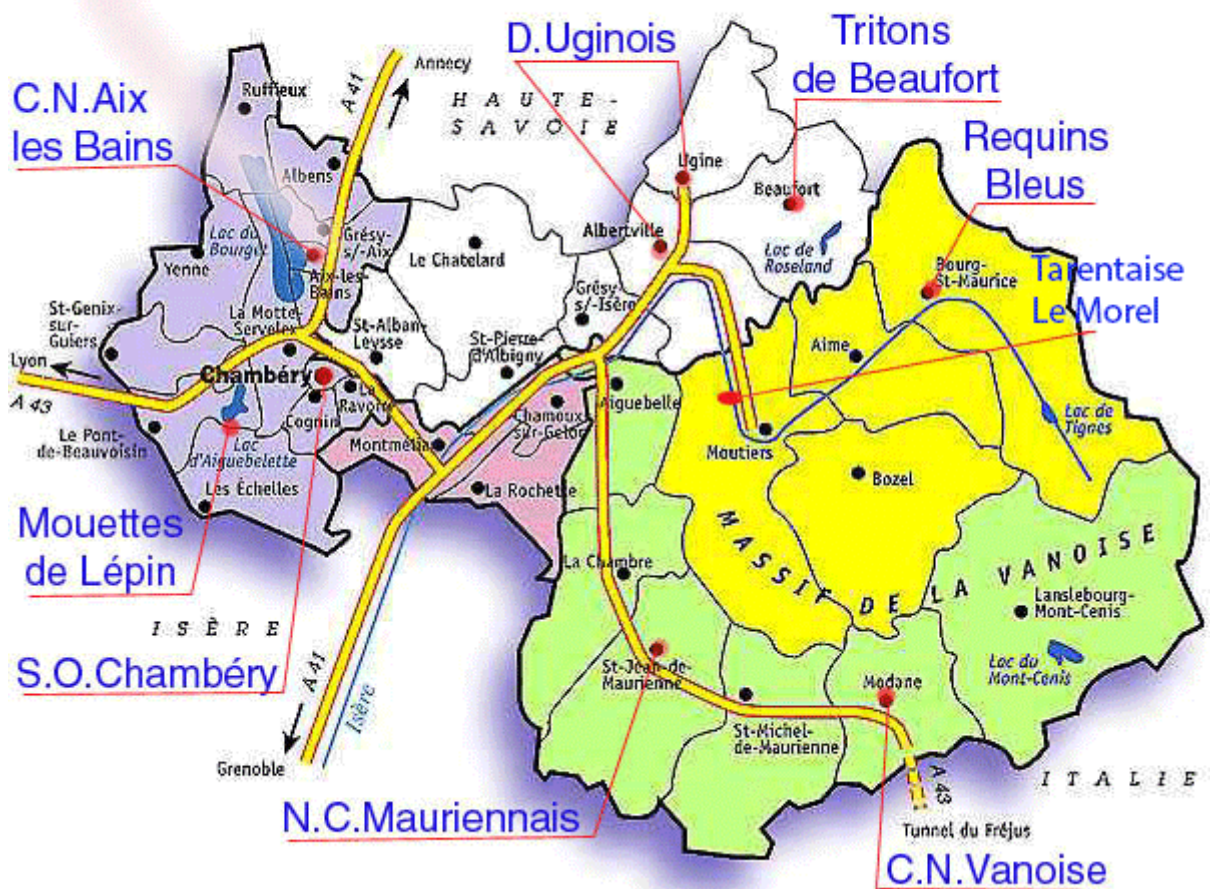 D.Uginois
Tritons
de Beaufort
C.N.Aix
les Bains
Requins
Bleus
Tarentaise
Le Morel
Mouettes
de Lépin
S.O.Chambéry
N.C.Mauriennais
C.N.Vanoise
Annecy
A 41
HAUTE-
SAVOIE
Ruffieux
Albens
Lac du
Bourget
Grésy-
s/-Aix
Aix-les-
Bains
Yenne
Le Chatelard
Ugine
Beaufort
Albertville
Lac de
Roseland
Grésy-
s/-Isère
Bourg-
St-Maurice
St-Genix-
sur-
Guiers
La Motte-
Servolex
St-Alban-
Leysse
St-Pierre-
d'Albigny
Lyon
A 43
Chambéry
La
Ravoire
Cognin
Aime
Aiguebelle
Chamoux-
sur-Gelon
Le Pont-
de-Beauvoisin
Lac
d'Aiguebelette
Montmélian
Moutiers
Lac de
Tignes
Les Échelles
La Rochette
Bozel
MASSIF DE LA VANOISE
La Chambre
Lanslebourg-
Mont-Cenis
Lac du
Mont-Cenis
ISÈRE
A 41
Isère
Grenoble
St-Jean-de-
Maurienne
St-Michel-
de-Maurienne
Modane
A 43
ITALIE
Tunnel du Fréjus